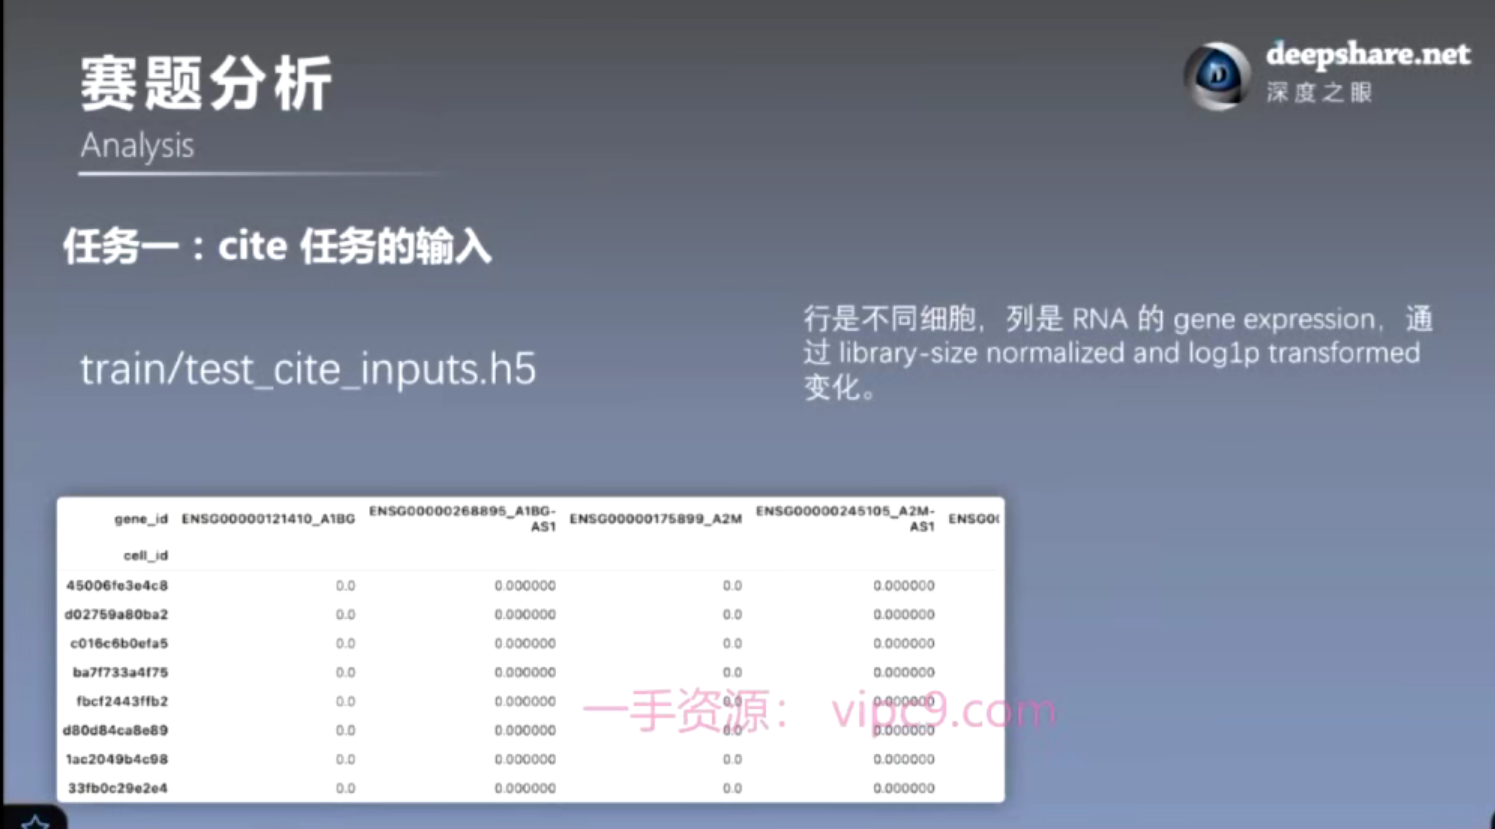 赛题分析
Analysis
deepshare.net
深度之眼
任务一：cite 任务的输入
train/test_cite_inputs.h5
行是不同细胞，列是 RNA 的 gene expression，通
过 library-size normalized and log1p transformed
变化。
gene_id ENSG00000121410_A1BG ENSG00000268895_A1BG-AS1 ENSG00000175899_A2M ENSG00000245105_A2M-AS1 ENSG00
cell_id
45006fe3e4c8 0.0 0.000000 0.0 0.000000
d02759a80ba2 0.0 0.000000 0.0 0.000000
c016c6b0efa5 0.0 0.000000 0.0 0.000000
ba7f733a4f75 0.0 0.000000 0.0 0.000000
fbcf2443ffb2 0.0 0.000000 0.0 0.000000
d80d84ca8e89 0.0 0.000000 0.0 0.000000
1ac2049b4c98 0.0 0.000000 0.0 0.000000
33fb0c29e2e4 0.0 0.000000 0.0 0.000000
一手资源： vipc9.com